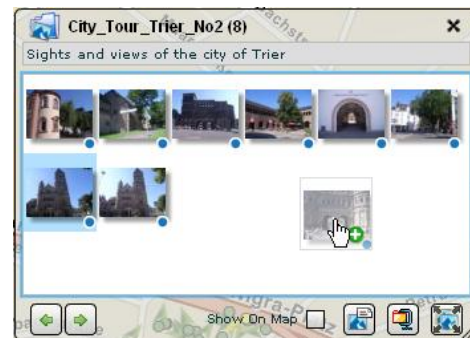 City_Tour_Trier_No2 (8)
Sights and views of the city of Trier
Show On Map